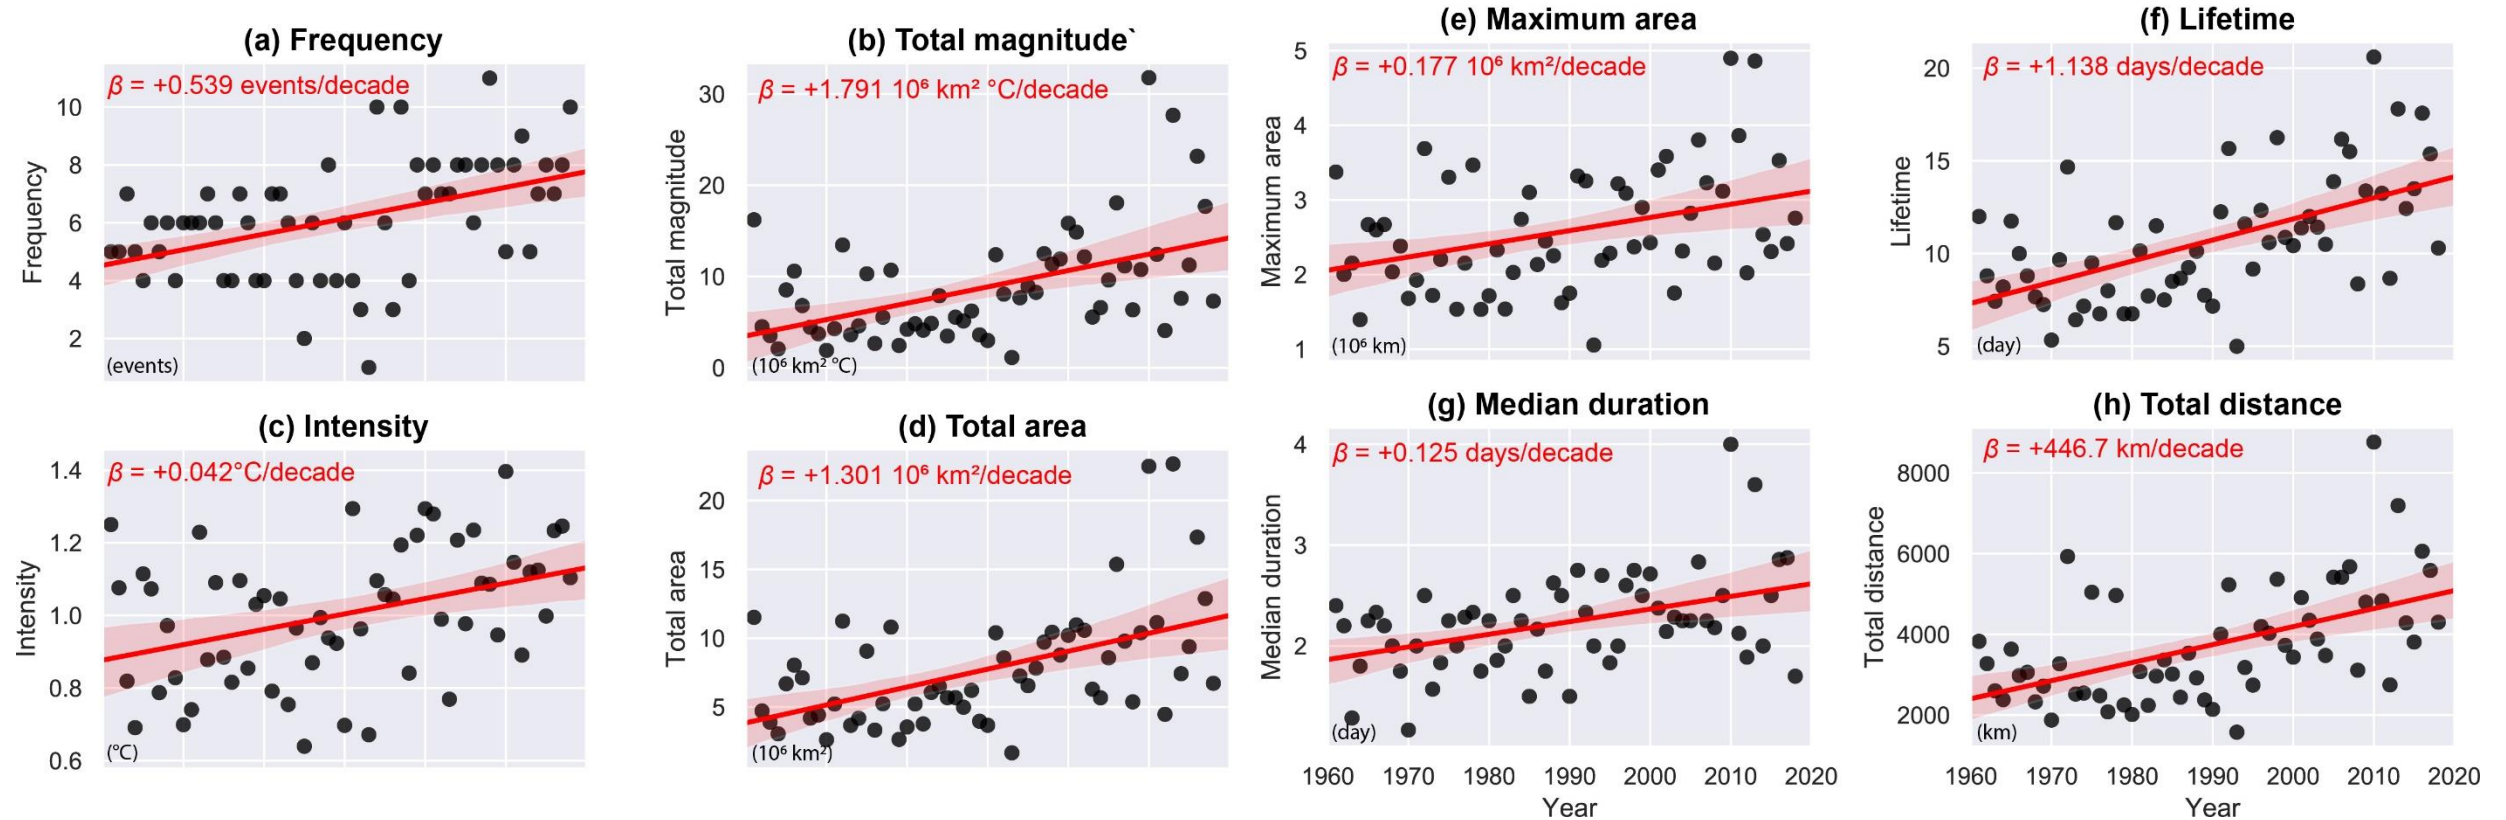 (a) Frequency
β = +0.539 events/decade
Frequency
10
8
6
4
2
(events)
(b) Total magnitude`
β = +1.791 10⁶ km² °C/decade
Total magnitude
30
20
10
0
(10⁶ km² °C)
(e) Maximum area
β = +0.177 10⁶ km²/decade
Maximum area
5
4
3
2
1
(10⁶ km)
(f) Lifetime
β = +1.138 days/decade
Lifetime
20
15
10
5
(day)
(c) Intensity
β = +0.042°C/decade
Intensity
1.4
1.2
1.0
0.8
0.6
(°C)
(d) Total area
β = +1.301 10⁶ km²/decade
Total area
20
15
10
5
(10⁶ km²)
(g) Median duration
β = +0.125 days/decade
Median duration
4
3
2
(day)
1960 1970 1980 1990 2000 2010 2020
Year
(h) Total distance
β = +446.7 km/decade
Total distance
8000
6000
4000
2000
(km)
1960 1970 1980 1990 2000 2010 2020
Year